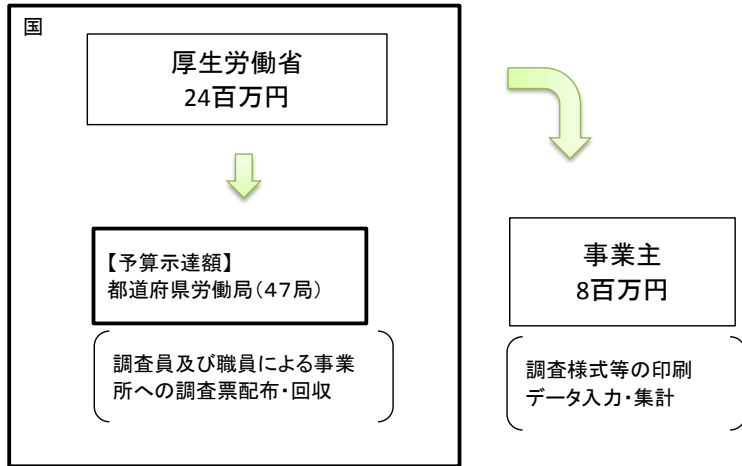 国
厚生労働省
24百万円
【予算示達額】
都道府県労働局(47局)
調査員及び職員による事業
所への調査票配布・回収
事業主
8百万円
調査様式等の印刷
データ入力・集計